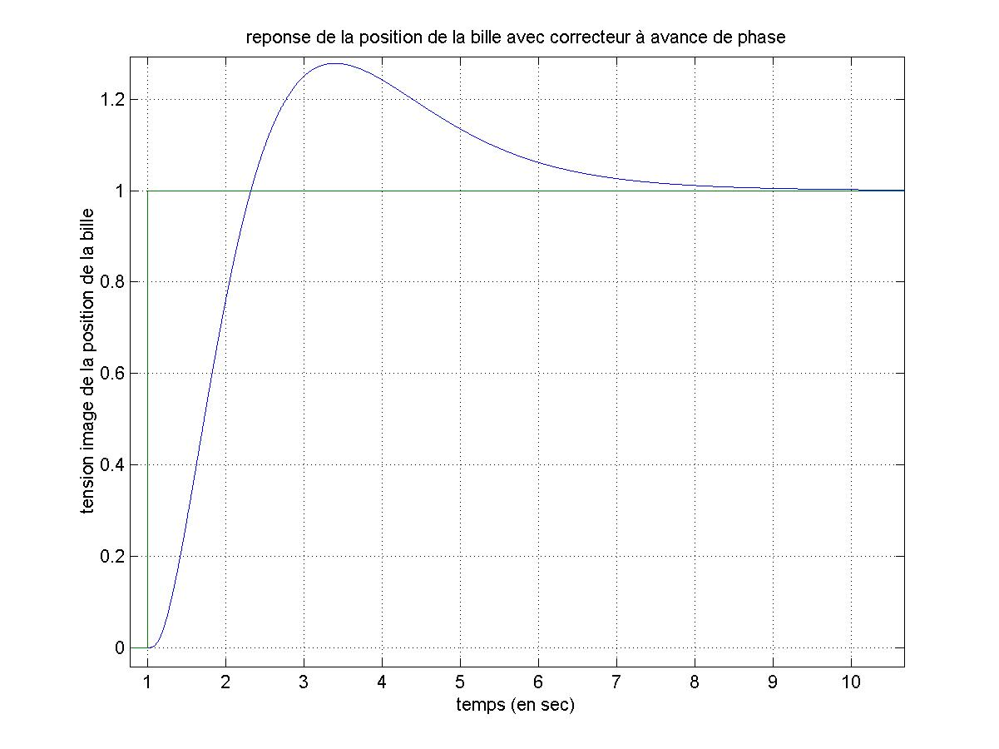 reponse de la position de la bille avec correcteur à avance de phase
tension image de la position de la bille
1.2
1
0.8
0.6
0.4
0.2
0
1 2 3 4 5 6 7 8 9 10
temps (en sec)